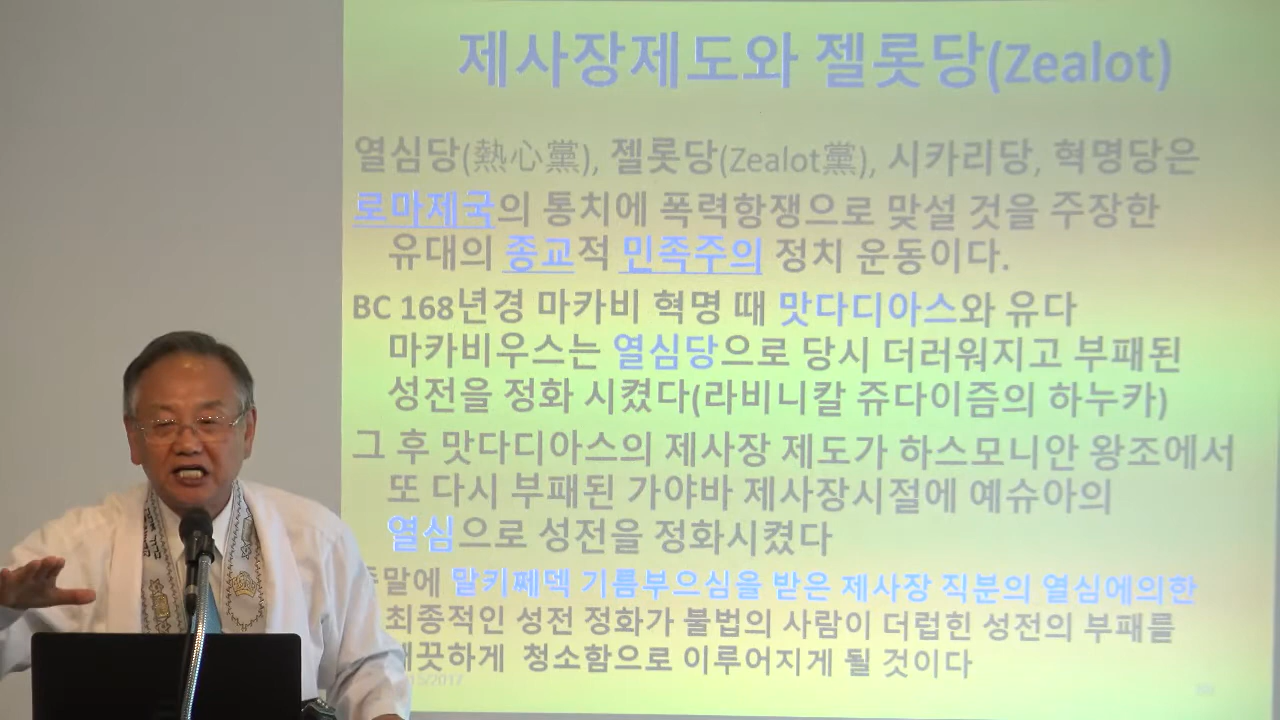 제사장제도와 젤롯당(Zealot)
열심당(熱心黨), 젤롯당(Zealot黨), 시카리당, 혁명당은
로마제국의 통치에 폭력항쟁으로 맞설 것을 주장한
유대의 종교적 민족주의 정치 운동이다.
BC 168년경 마카비 혁명 때 맛다디아스와 유다
마카비우스는 열심당으로 당시 더러워지고 부패된
성전을 정화 시켰다(라비니칼 쥬다이즘의 하누카)
그 후 맛다디아스의 제사장 제도가 하스모니안 왕조에서
또 다시 부패된 가야바 제사장시절에 예슈아의
열심으로 성전을 정화시켰다
말키쩨덱 기름부으심을 받은 제사장 직분의 열심에의한
최종적인 성전 정화가 불법의 사람이 더럽힌 성전의 부패를
청소함으로 이루어지게 될 것이다